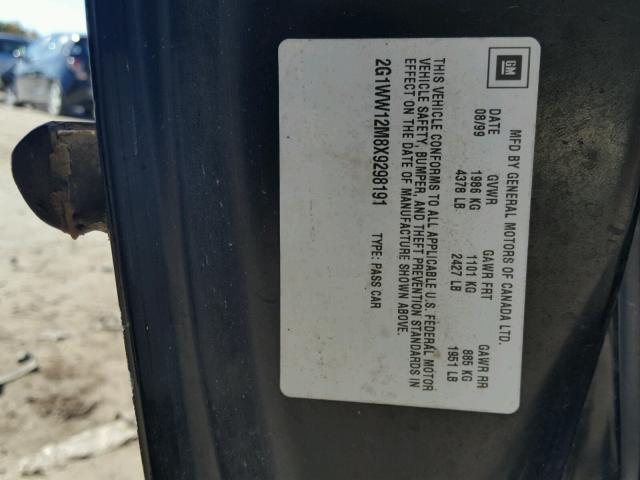 GM
MFD BY GENERAL MOTORS OF CANADA LTD.
DATE GVWR GAWR FRT GAWR RR
08/99 1986 KG 1101 KG 885 KG
4378 LB 2427 LB 1951 LB
THIS VEHICLE CONFORMS TO ALL APPLICABLE U.S. FEDERAL MOTOR
VEHICLE SAFETY, BUMPER, AND THEFT PREVENTION STANDARDS IN
EFFECT ON THE DATE OF MANUFACTURE SHOWN ABOVE.
2G1WW12M8X9298191 TYPE: PASS CAR